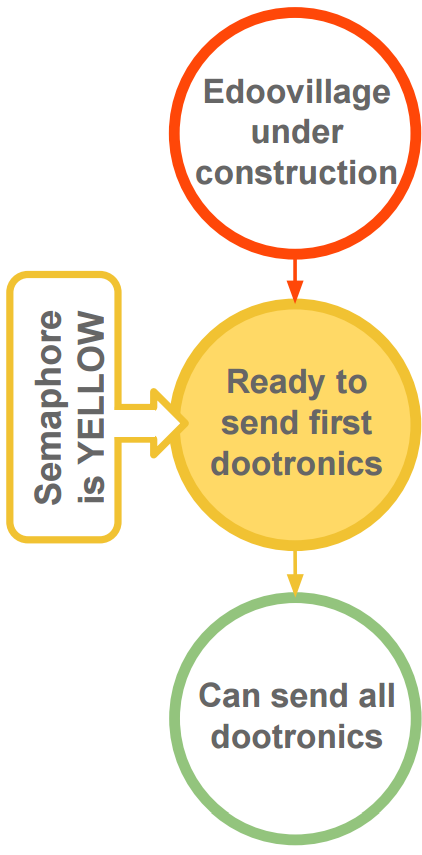 Edoovillage
under
construction
Semaphore
is YELLOW
Ready to
send first
dootronics
Can send all
dootronics